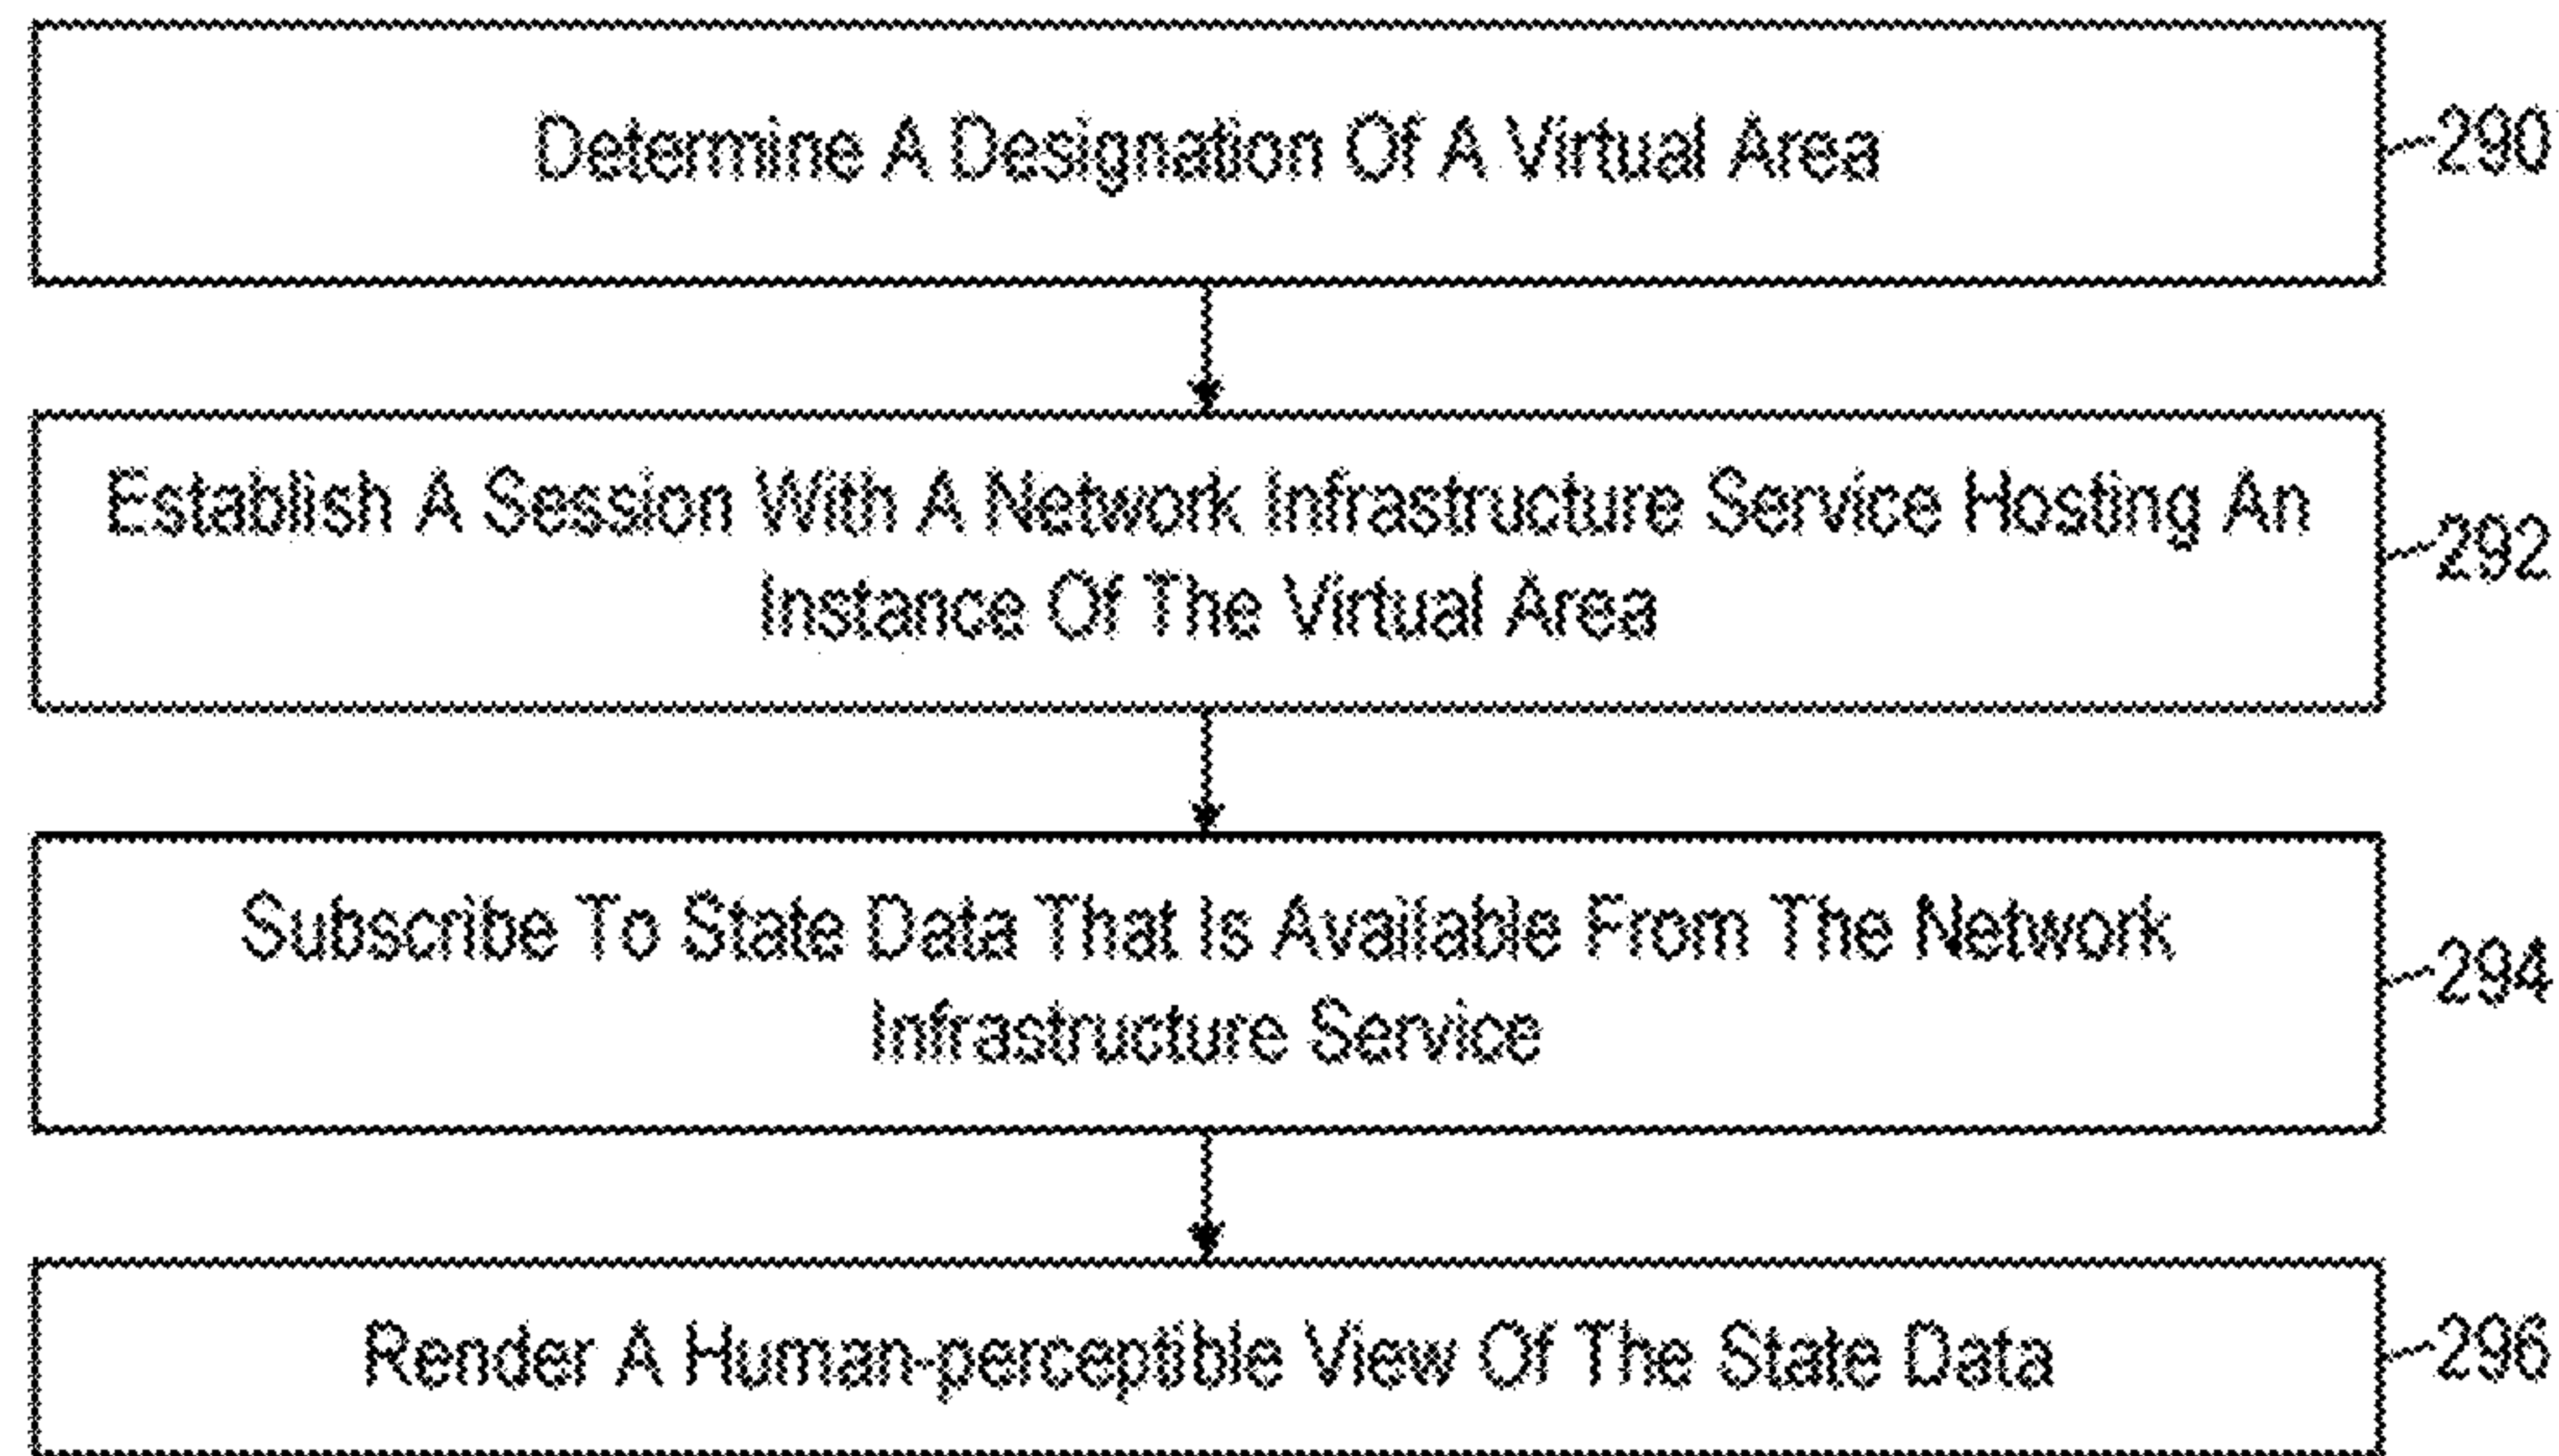 Determine A Designation Of A Virtual Area
290
Establish A Session With A Network Infrastructure Service Hosting An
Instance Of The Virtual Area
292
Subscribe To State Data That Is Available From The Network
Infrastructure Service
294
Render A Human-perceptible View Of The State Data
296